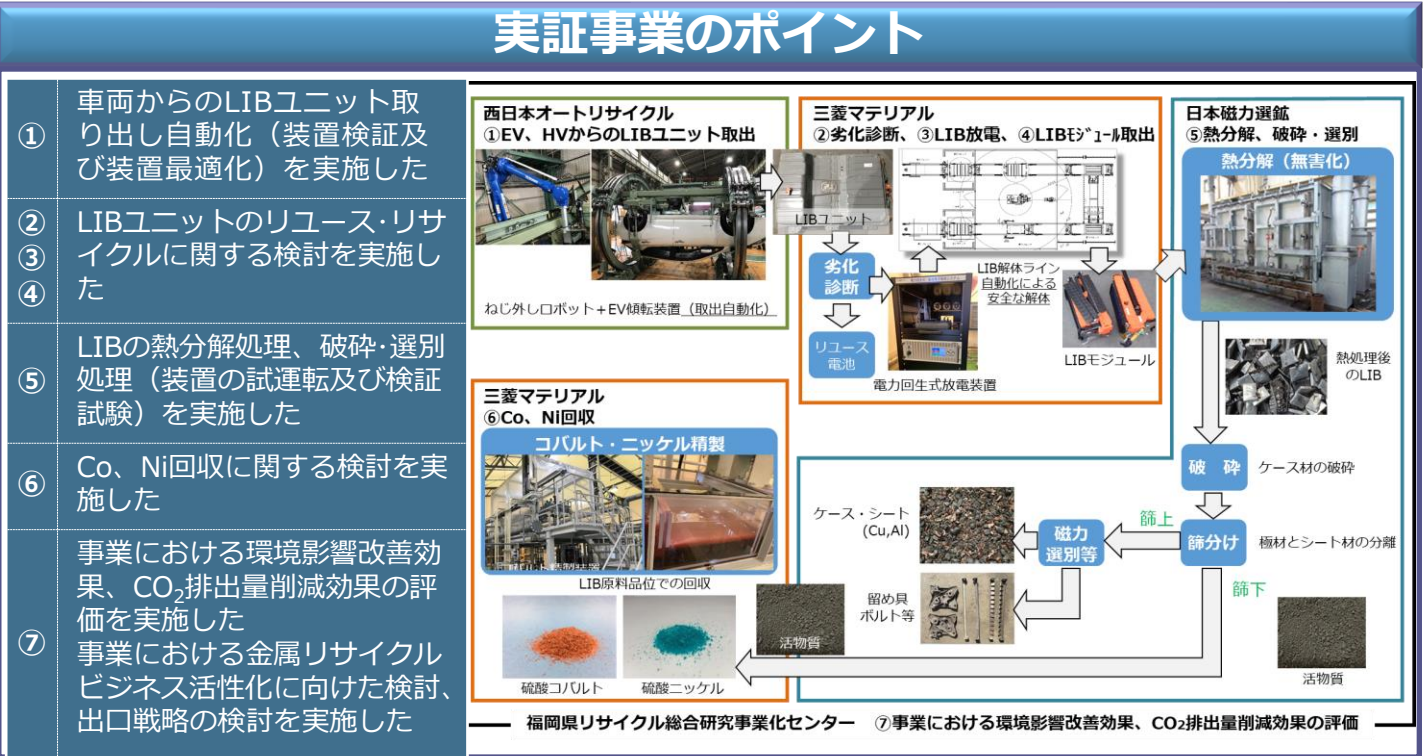 実証事業のポイント
①
車両からのLIBユニット取
り出し自動化（装置検証及
び装置最適化）を実施した
②
③
④
LIBユニットのリユース･リサ
イクルに関する検討を実施し
た
⑤
LIBの熱分解処理、破砕･選別
処理（装置の試運転及び検証
試験）を実施した
⑥
Co、Ni回収に関する検討を実
施した
⑦
事業における環境影響改善効
果、CO₂排出量削減効果の評
価を実施した
事業における金属リサイクル
ビジネス活性化に向けた検討、
出口戦略の検討を実施した
西日本オートリサイクル
①EV、HVからのLIBユニット取出
ねじ外しロボット＋EV傾転装置（取出自動化）
三菱マテリアル
②劣化診断、③LIB放電、④LIBﾓｼﾞｭｰﾙ取出
LIBユニット
劣化
診断
リユース
電池
電力回生式放電装置
LIB解体ライン
自動化による
安全な解体
LIBモジュール
日本磁力選鉱
⑤熱分解、破砕・選別
熱分解（無害化）
熱処理後
のLIB
破　砕
ケース材の破砕
篩上
篩分け
極材とシート材の分離
篩下
磁力
選別等
ケース・シート
(Cu,Al)
留め具
ボルト等
活物質
活物質
三菱マテリアル
⑥Co、Ni回収
コバルト・ニッケル精製
LIB原料品位での回収
硫酸コバルト
硫酸ニッケル
福岡県リサイクル総合研究事業化センター　⑦事業における環境影響改善効果、CO₂排出量削減効果の評価